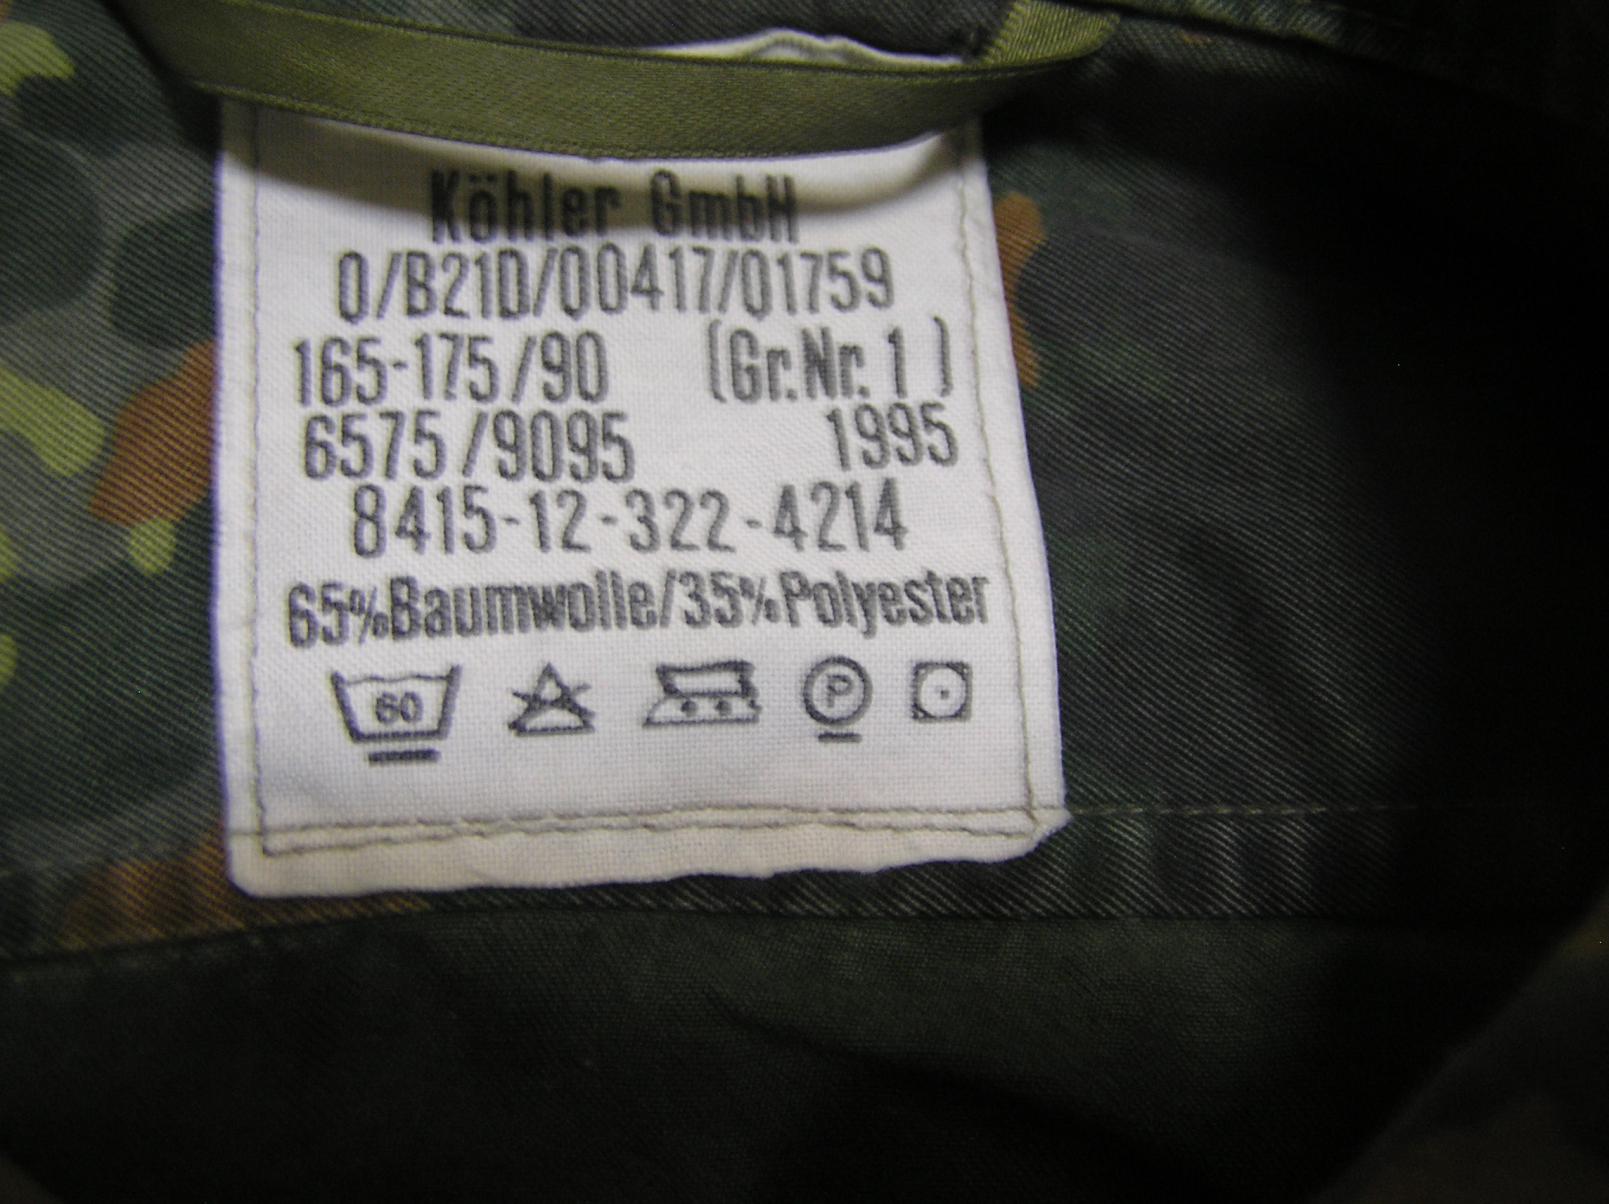 Köhler GmbH
0/B21D/00417/01759
165-175/90 (Gr.Nr. 1)
6575/9095 1995
8415-12-322-4214
65%Baumwolle/35%Polyester
60 P